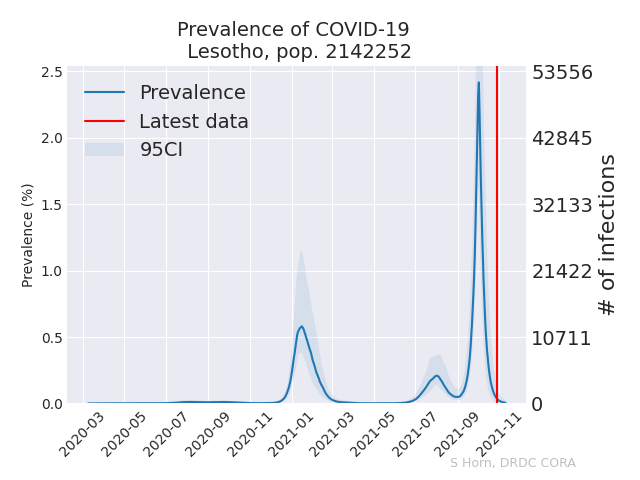 Prevalence of COVID-19
Lesotho, pop. 2142252
2.5
2.0
1.5
1.0
0.5
0.0
Prevalence (%)
Prevalence
Latest data
95CI
53556
42845
32133
21422
10711
0
# of infections
2020-03
2020-05
2020-07
2020-09
2020-11
2021-01
2021-03
2021-05
2021-07
2021-09
2021-11
S Horn, DRDC CORA